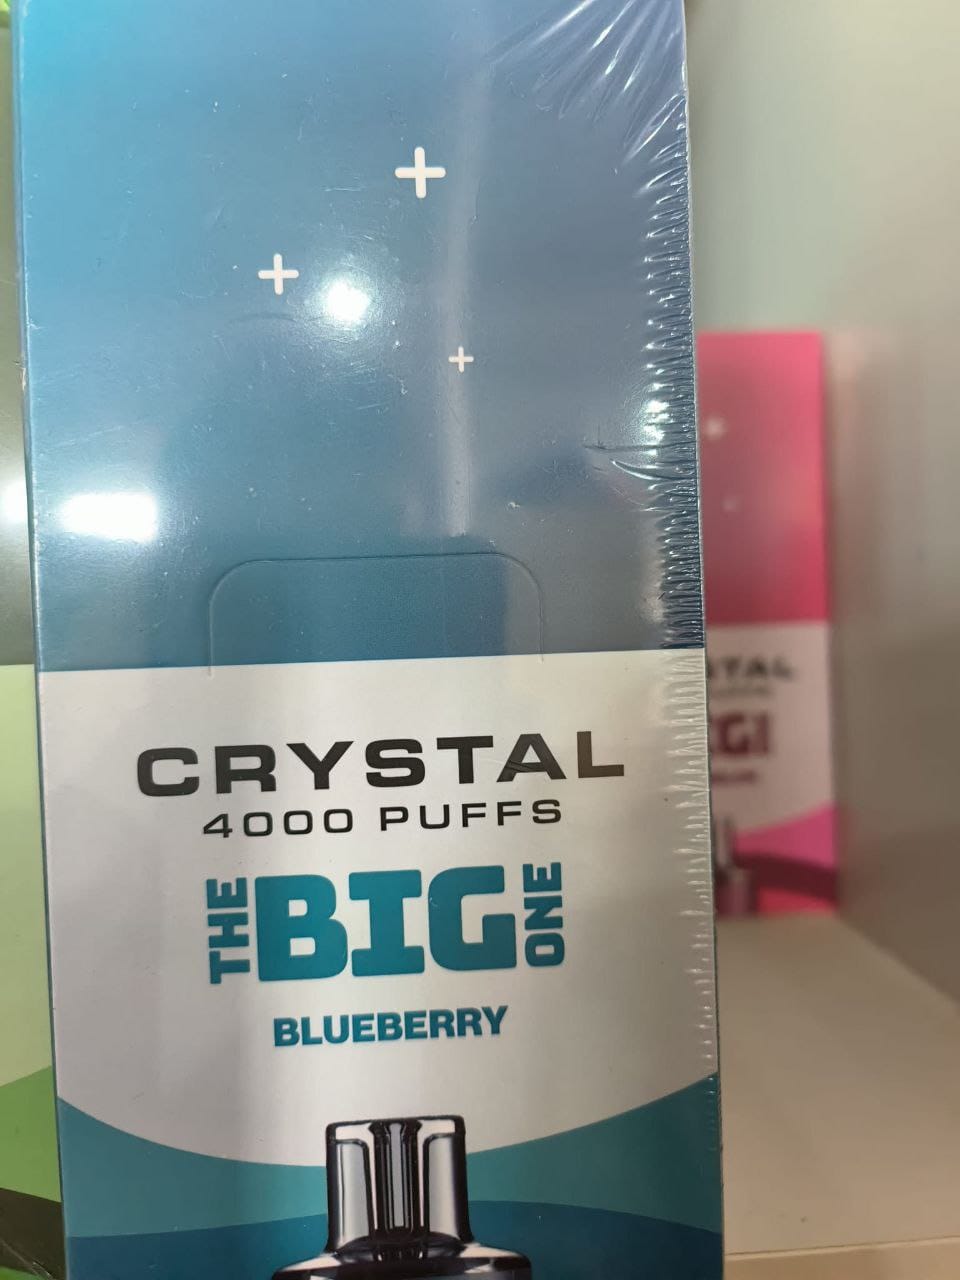 CRYSTAL
4000 PUFFS
THE BIG ONE
BLUEBERRY